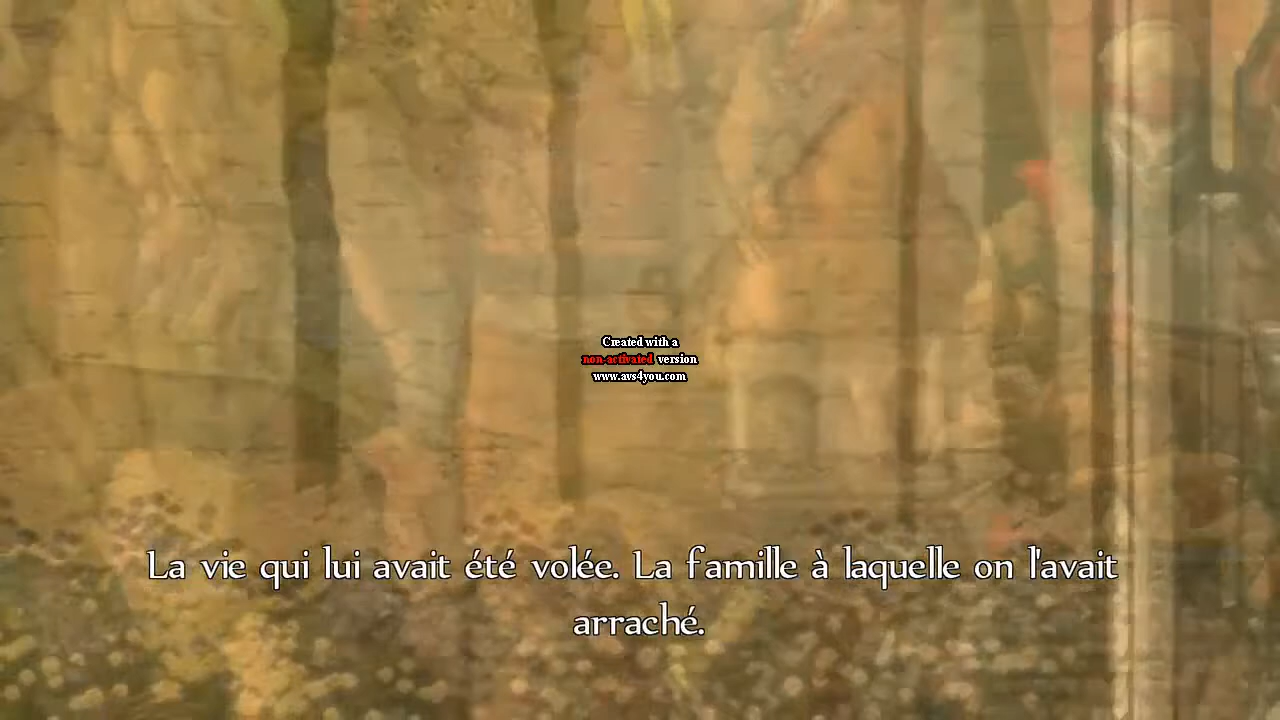 Created with a
non-activated version
www.avs4you.com
La vie qui lui avait été volée. La famille à laquelle on l'avait
arraché.